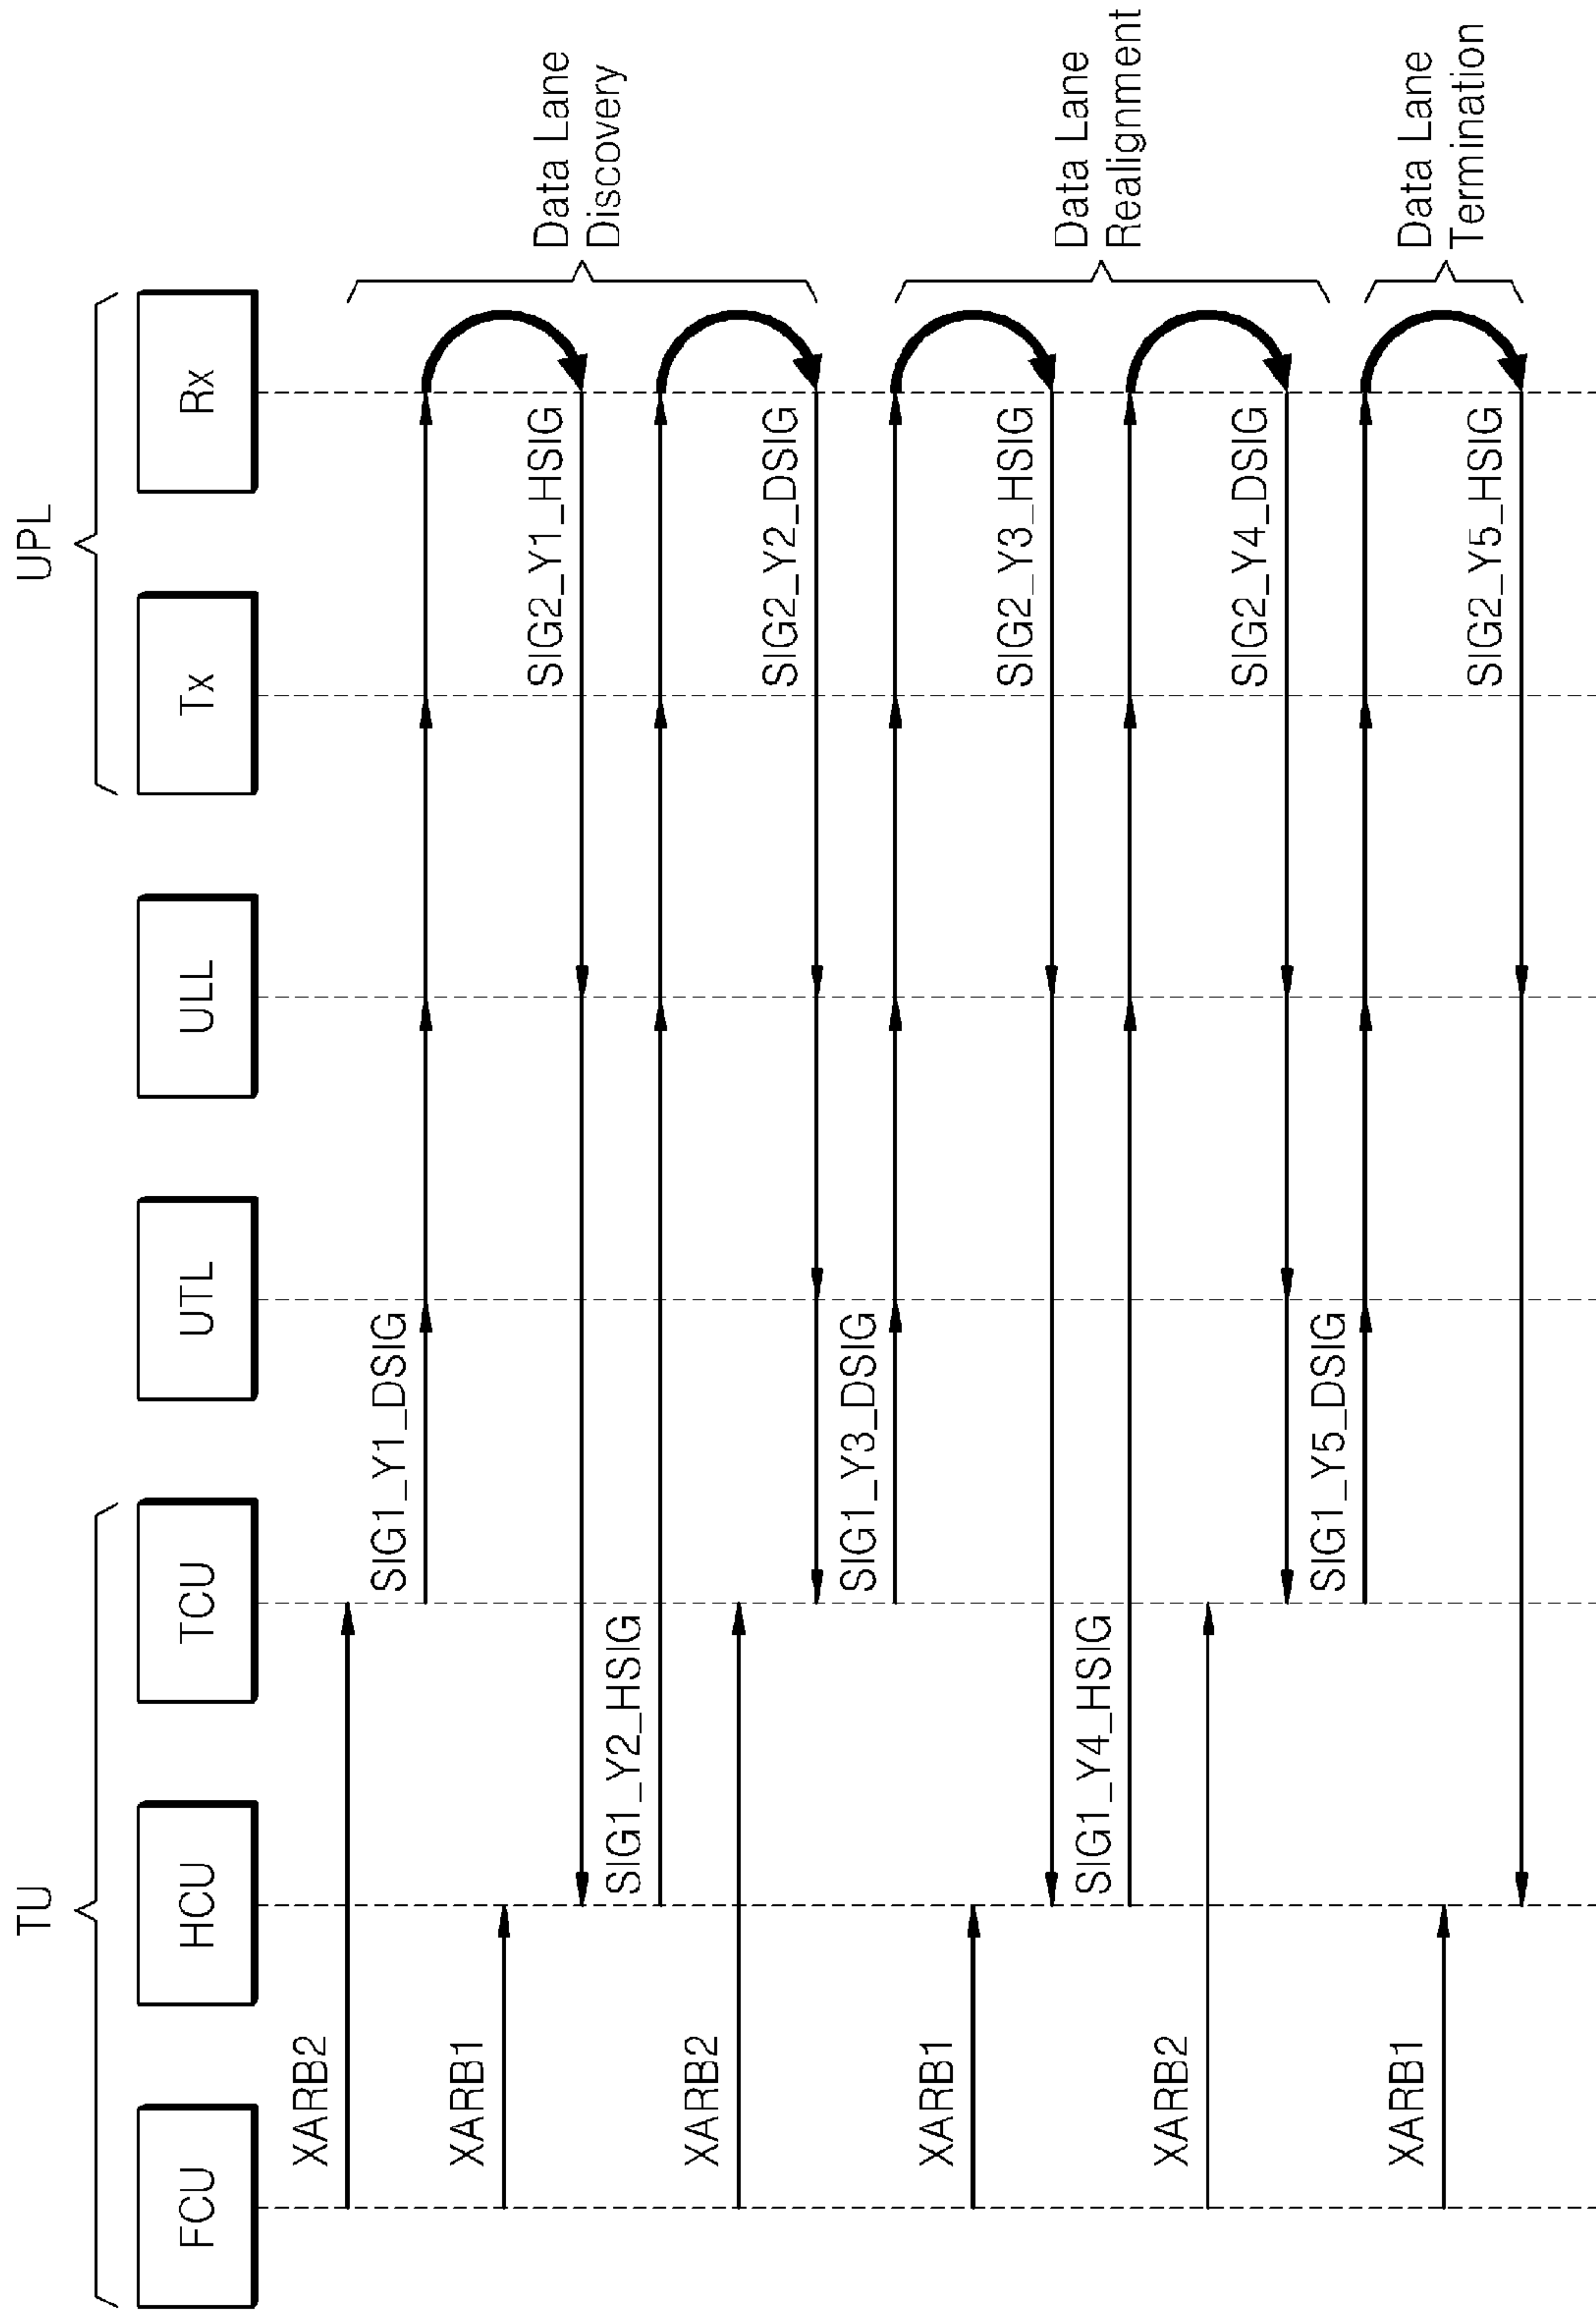 TU
UPL
FCU
HCU
TCU
UTL
ULL
Tx
Rx
XARB2
SIG1_Y1_DSIG
XARB1
SIG2_Y1_HSIG
Data Lane
Discovery
SIG1_Y2_HSIG
XARB2
SIG2_Y2_DSIG
SIG1_Y3_DSIG
XARB1
SIG2_Y3_HSIG
Data Lane
Realignment
SIG1_Y4_HSIG
XARB2
SIG2_Y4_DSIG
SIG1_Y5_DSIG
XARB1
SIG2_Y5_HSIG
Data Lane
Termination